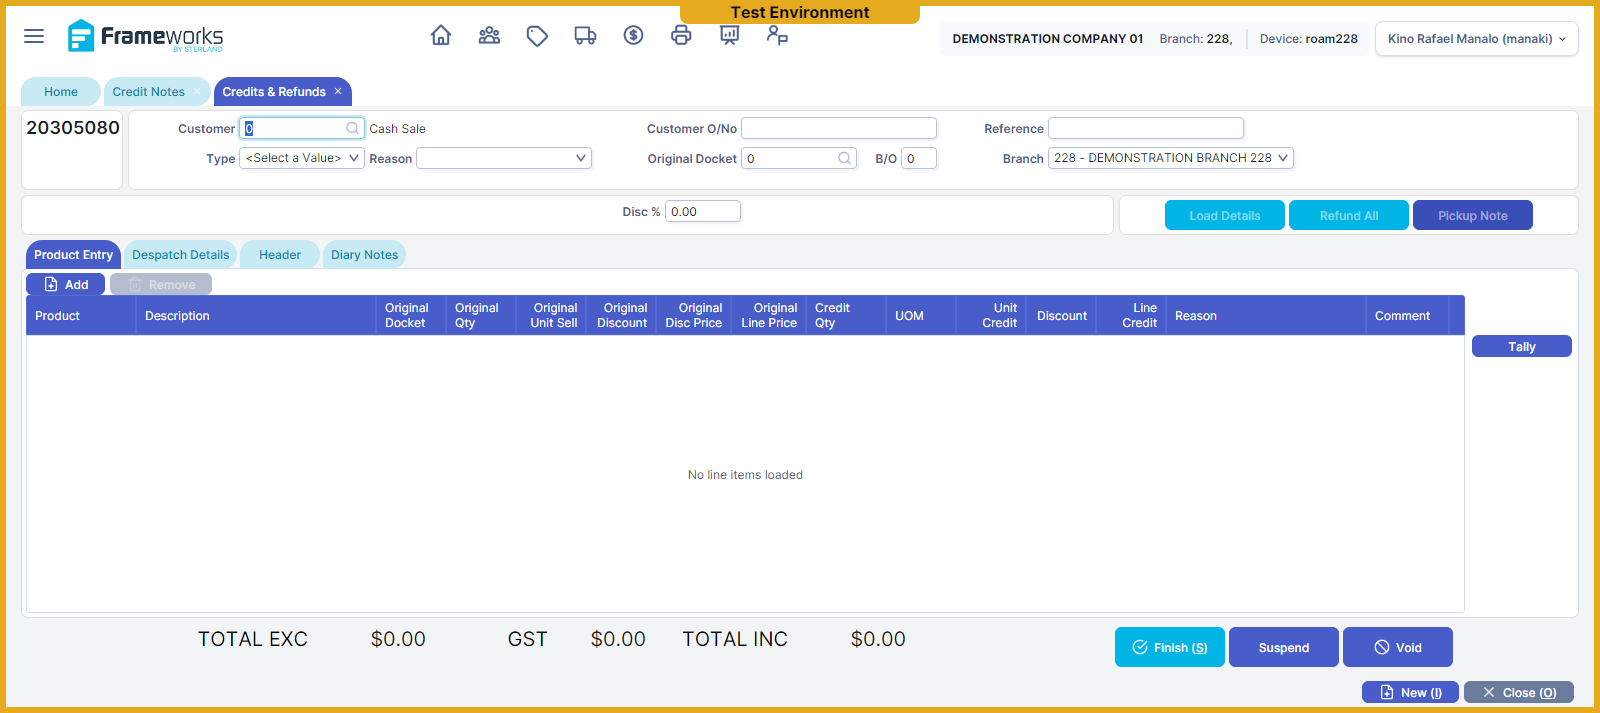 Test Environment
Frameworks
BY STERLAND
DEMONSTRATION COMPANY 01 Branch: 228, Device: roam228 Kino Rafael Manalo (manaki)
Home Credit Notes × Credits & Refunds ×
20305080
Customer 0 Cash Sale Customer O/No Reference
Type <Select a Value> Reason Original Docket 0 B/O 0 Branch 228 - DEMONSTRATION BRANCH 228
Disc % 0.00 Load Details Refund All Pickup Note
Product Entry Despatch Details Header Diary Notes
Add Remove
Product Description Original Docket Original Qty Original Unit Sell Original Discount Original Disc Price Original Line Price Credit Qty UOM Unit Credit Discount Line Credit Reason Comment
Tally
No line items loaded
TOTAL EXC $0.00 GST $0.00 TOTAL INC $0.00
Finish (S) Suspend Void
New (I) Close (O)